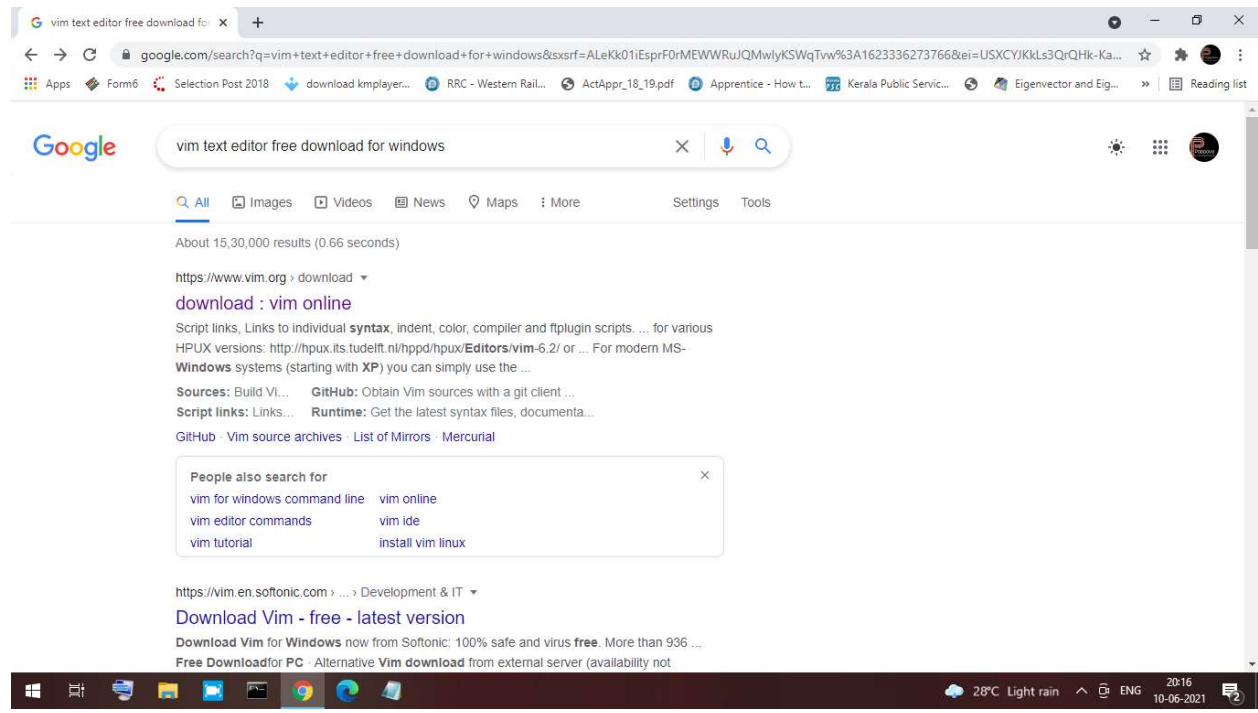 vim text editor free download fo
google.com/search?q=vim+text+editor+free+download+for+windows&sxsrf=ALeKk01iEsprF0rMEWWRuJQMwlyKSWqTvw%3A1623336273766&ei=USXCYJKkLs3QrQHk-Ka...
Apps Form6 Selection Post 2018 download kmplayer... RRC - Western Rail... ActAppr_18_19.pdf Apprentice - How t... Kerala Public Servic... Eigenvector and Eig... » Reading list
Google vim text editor free download for windows
All Images Videos News Maps More Settings Tools
About 15,30,000 results (0.66 seconds)
https://www.vim.org › download
download : vim online
Script links, Links to individual syntax, indent, color, compiler and ftplugin scripts. ... for various
HPUX versions: http://hpux.its.tudelft.nl/hppd/hpux/Editors/vim-6.2/ or ... For modern MS-
Windows systems (starting with XP) you can simply use the ...
Sources: Build Vi... GitHub: Obtain Vim sources with a git client ...
Script links: Links... Runtime: Get the latest syntax files, documenta...
GitHub · Vim source archives · List of Mirrors · Mercurial
People also search for
vim for windows command line vim online
vim editor commands vim ide
vim tutorial install vim linux
https://vim.en.softonic.com › ... › Development & IT
Download Vim - free - latest version
Download Vim for Windows now from Softonic: 100% safe and virus free. More than 936 ...
Free Downloadfor PC · Alternative Vim download from external server (availability not
28°C Light rain ENG 20:16
10-06-2021 2